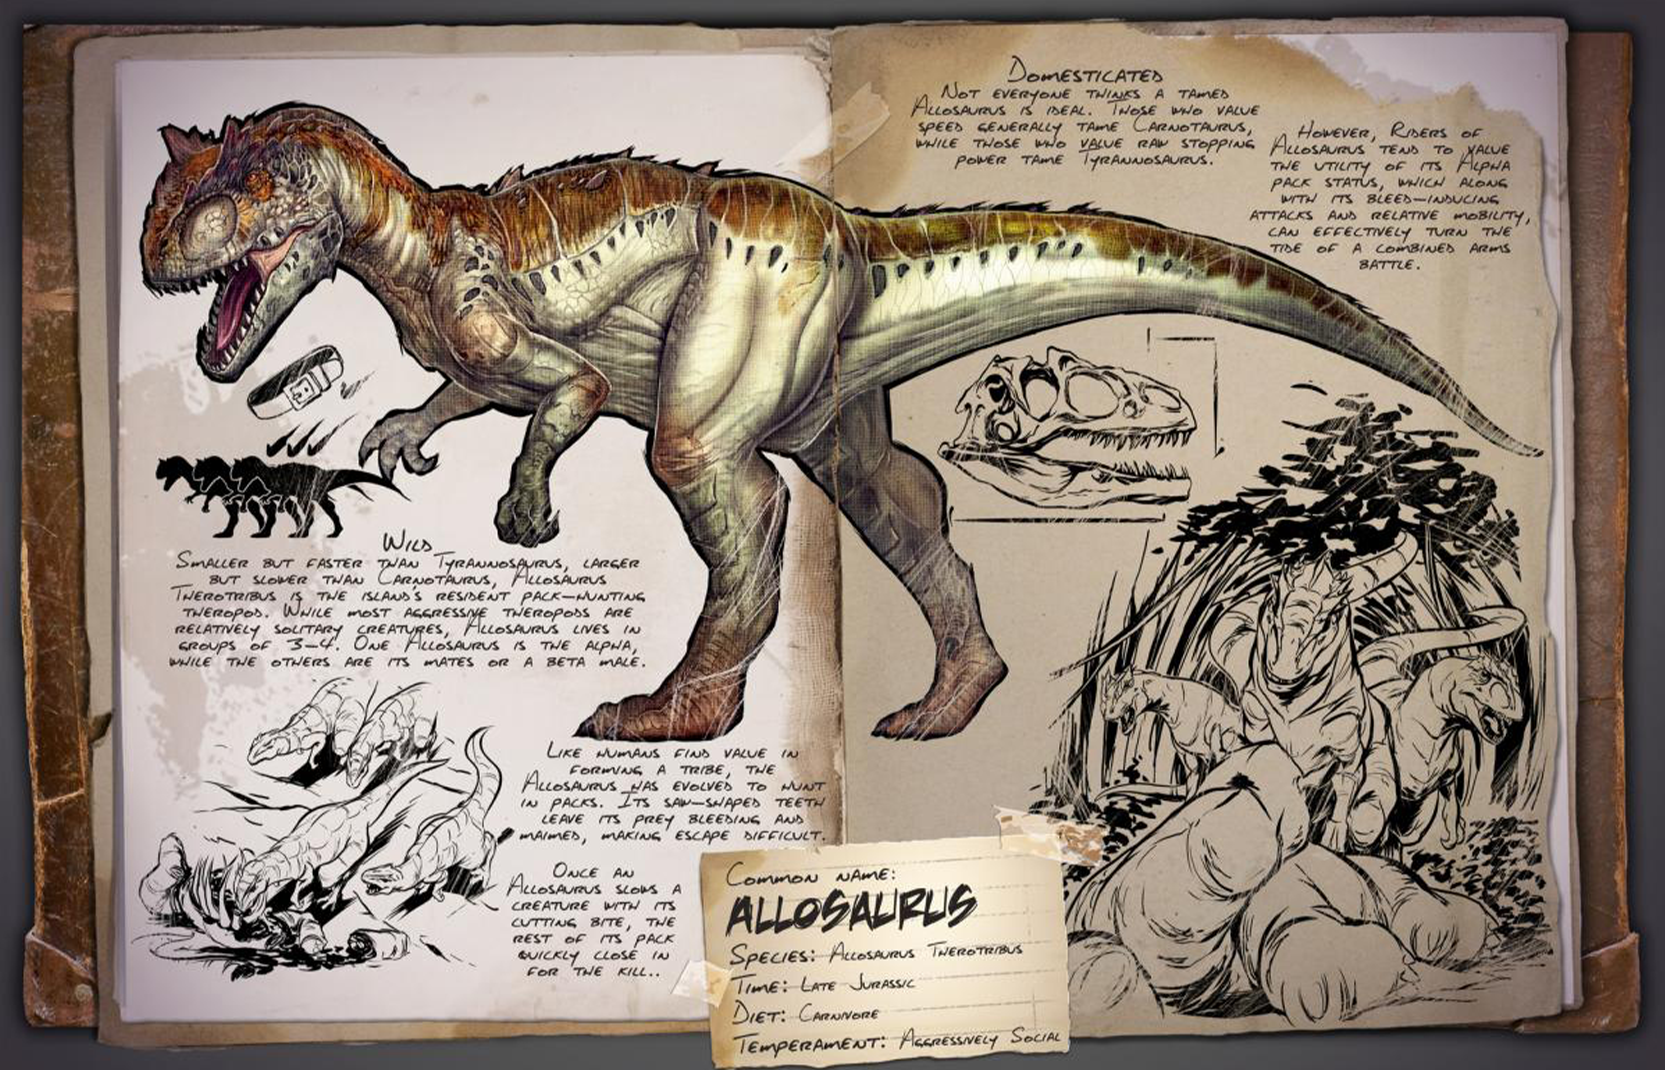 Wild
Smaller but faster than Tyrannosaurus, larger
but slower than Carnotaurus, Allosaurus
Therotribus is the island's resident pack-hunting
theropod. While most aggressive theropods are
relatively solitary creatures, Allosaurus lives in
groups of 3-4. One Allosaurus is the alpha,
while the others are its mates or a beta male.
Like humans find value in
forming a tribe, the
Allosaurus has evolved to hunt
in packs. Its saw-shaped teeth
leave its prey bleeding and
maimed, making escape difficult.
Once an
Allosaurus slows a
creature with its
cutting bite, the
rest of its pack
quickly close in
for the kill..
Domesticated
Not everyone thinks a tamed
Allosaurus is ideal. Those who value
speed generally tame Carnotaurus,
while those who value raw stopping
power tame Tyrannosaurus.
However, Riders of
Allosaurus tend to value
the utility of its Alpha
pack status, which along
with its bleed-inducing
attacks and relative mobility,
can effectively turn the
tide of a combined arms
battle.
Common name:
ALLOSAURUS
Species: Allosaurus Therotribus
Time: Late Jurassic
Diet: Carnivore
Temperament: Aggressively Social